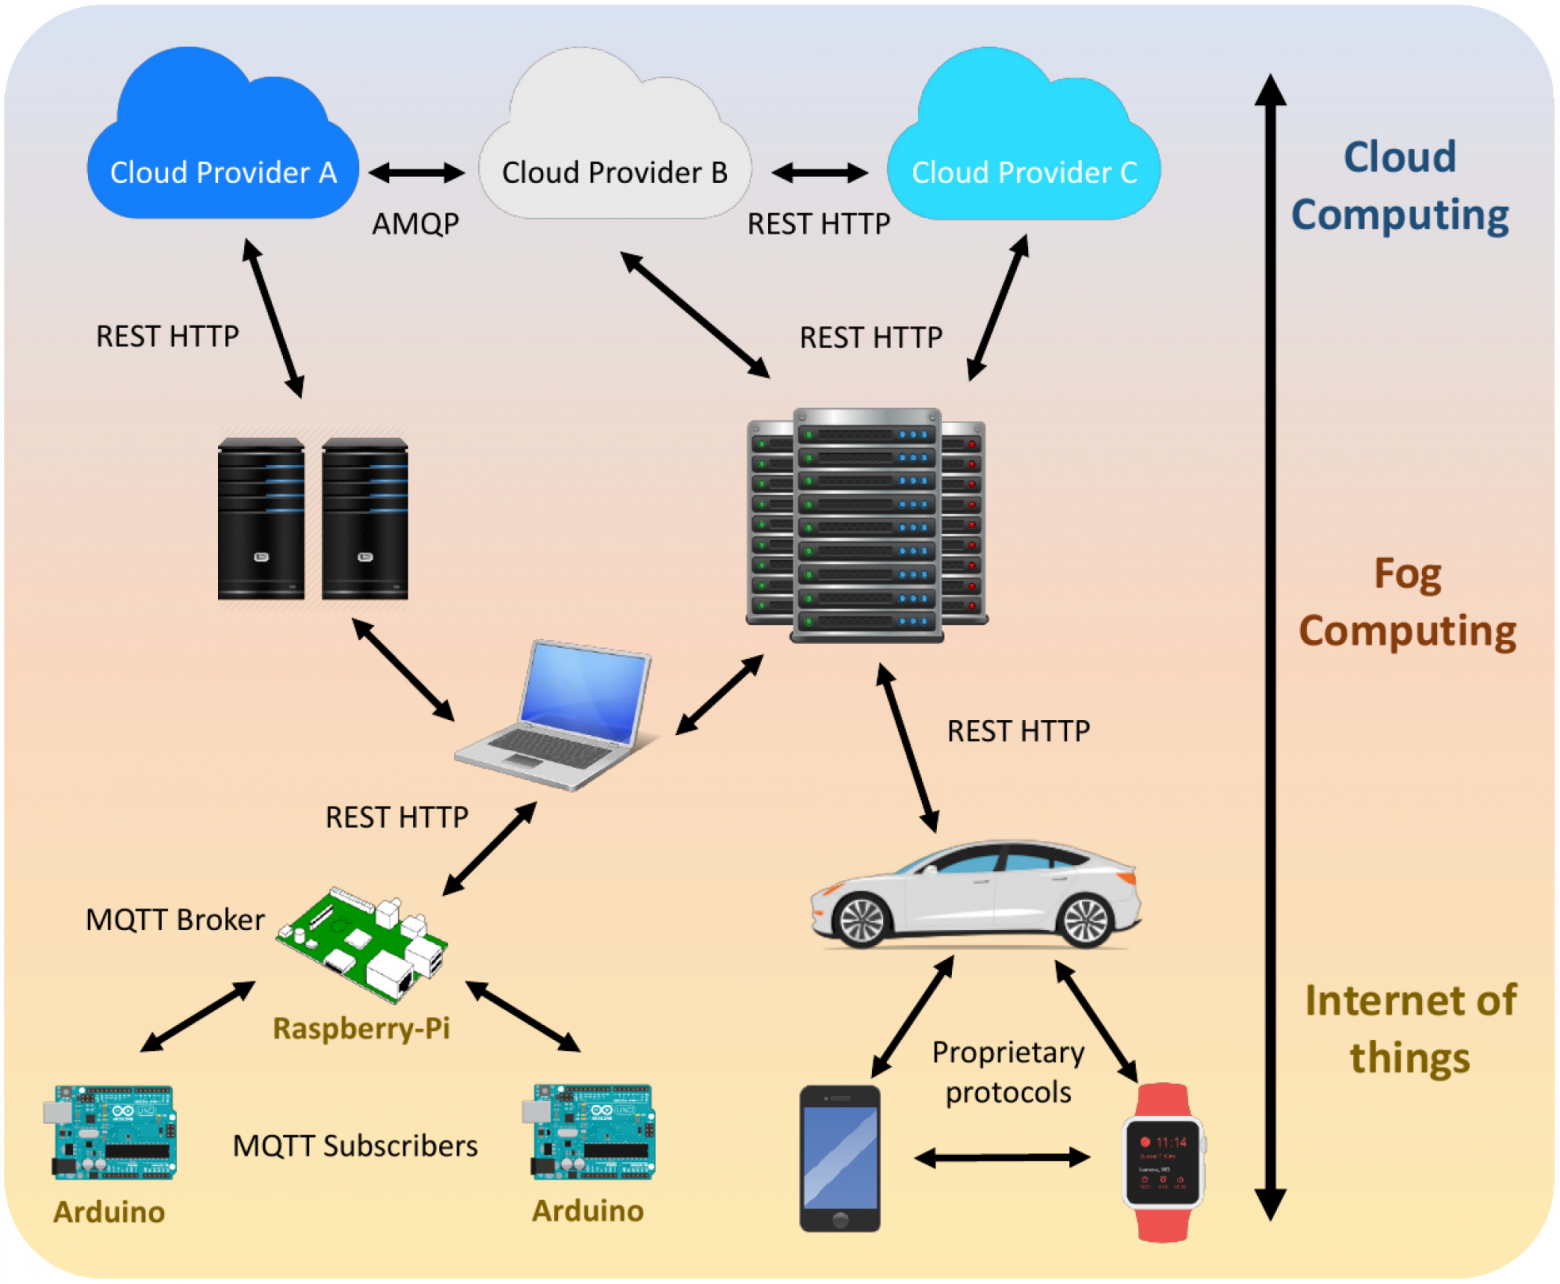 Cloud Provider A
Cloud Provider B
Cloud Provider C
AMQP
REST HTTP
Cloud
Computing
REST HTTP
REST HTTP
Fog
Computing
REST HTTP
REST HTTP
MQTT Broker
Raspberry-Pi
Internet of
things
Proprietary
protocols
MQTT Subscribers
11:14
Arduino
Arduino